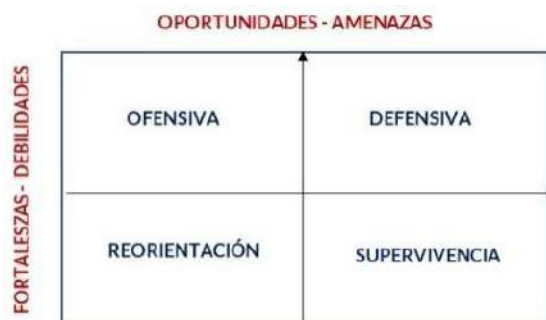 OPORTUNIDADES - AMENAZAS
FORTALESZAS - DEBILIDADES
OFENSIVA
DEFENSIVA
REORIENTACIÓN
SUPERVIVENCIA